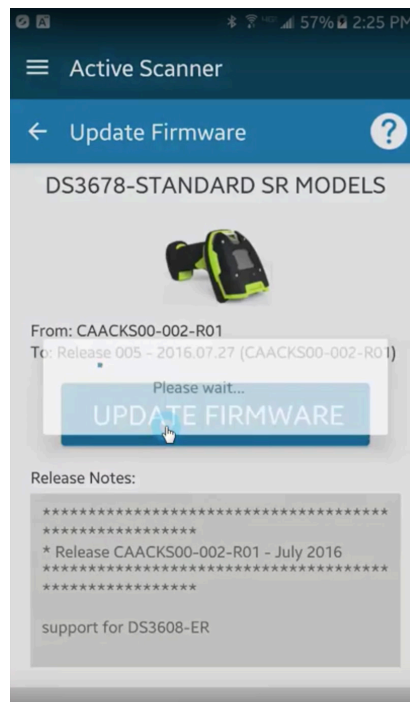 57% 2:25 PM
Active Scanner
Update Firmware
?
DS3678-STANDARD SR MODELS
From: CAACKS00-002-R01
To: Release 005 - 2016.07.27 (CAACKS00-002-R01)
Please wait...
UPDATE FIRMWARE
Release Notes:
**************************************
*****************
* Release CAACKS00-002-R01 - July 2016
**************************************
*****************
support for DS3608-ER